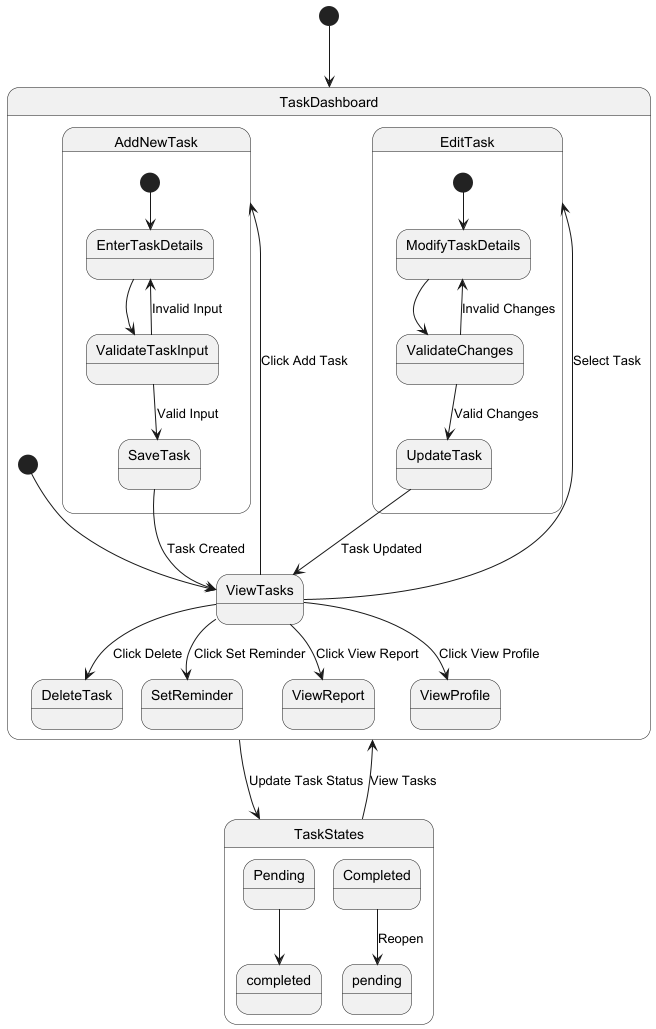 TaskDashboard
AddNewTask
EditTask
EnterTaskDetails
ModifyTaskDetails
Invalid Input
Invalid Changes
ValidateTaskInput
ValidateChanges
Click Add Task
Select Task
Valid Input
Valid Changes
SaveTask
UpdateTask
Task Created
Task Updated
ViewTasks
Click Delete
Click Set Reminder
Click View Report
Click View Profile
DeleteTask
SetReminder
ViewReport
ViewProfile
Update Task Status
View Tasks
TaskStates
Pending
Completed
Reopen
completed
pending